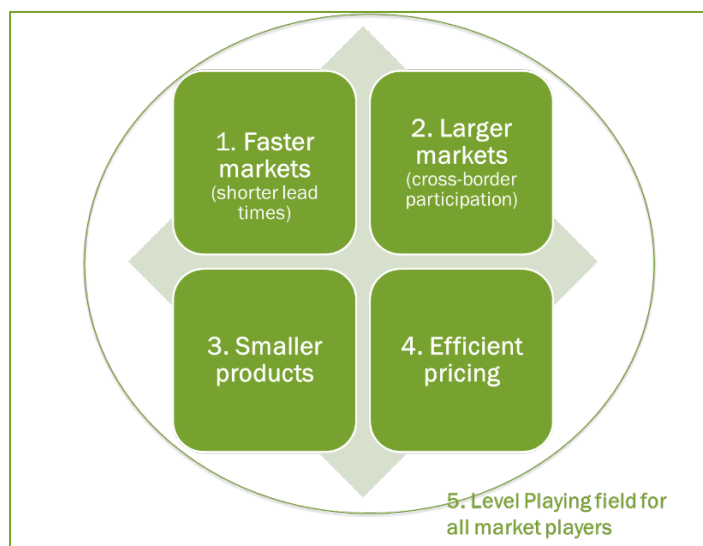 1. Faster
markets
(shorter lead
times)
2. Larger
markets
(cross-border
participation)
3. Smaller
products
4. Efficient
pricing
5. Level Playing field for
all market players